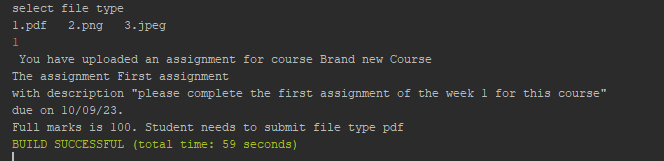 select file type
1.pdf   2.png   3.jpeg
1
You have uploaded an assignment for course Brand new Course
The assignment First assignment
with description "please complete the first assignment of the week 1 for this course"
due on 10/09/23.
Full marks is 100. Student needs to submit file type pdf
BUILD SUCCESSFUL (total time: 59 seconds)